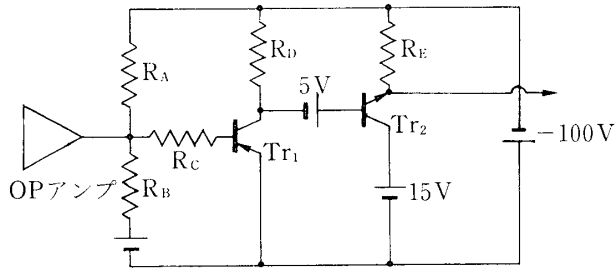 R_A
R_D
R_E
5V
R_C
Tr₁
Tr₂
-100V
OPアンプ
R_B
15V